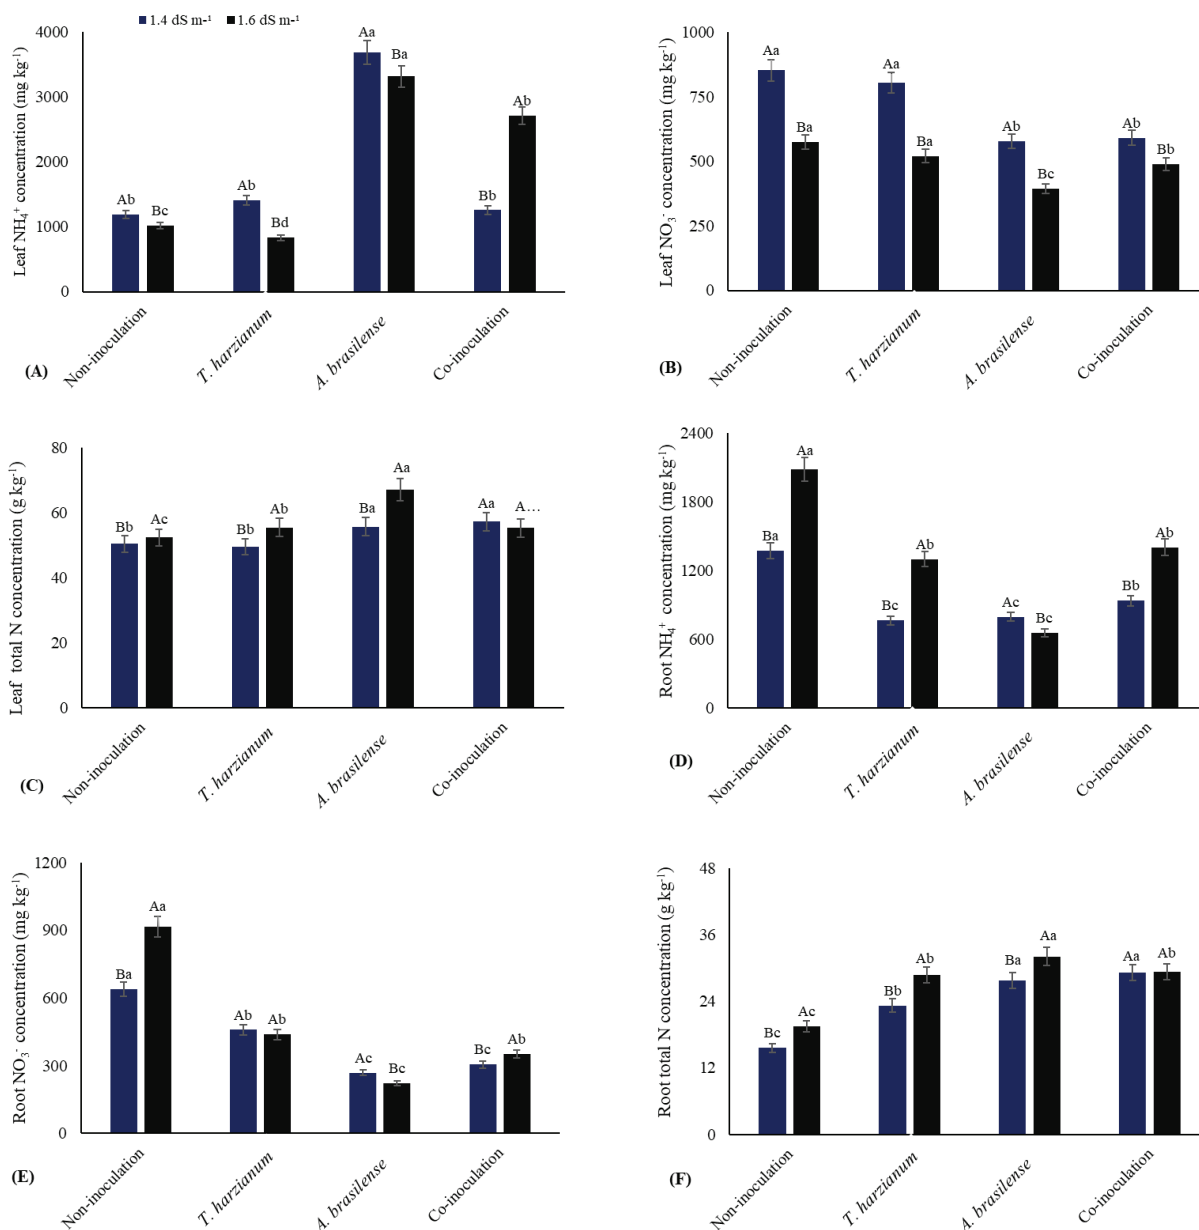 1.4 dS m-¹ 1.6 dS m-¹
Leaf NH₄⁺ concentration (mg kg⁻¹)
4000
3000
2000
1000
0
Ab Bc Ab Bd Aa Ba Bb Ab
Non-inoculation T. harzianum A. brasilense Co-inoculation
(A)
Leaf NO₃⁻ concentration (mg kg⁻¹)
1000
750
500
250
0
Aa Ba Aa Ba Ab Bc Ab Bb
Non-inoculation T. harzianum A. brasilense Co-inoculation
(B)
Leaf total N concentration (g kg⁻¹)
80
60
40
20
0
Bb Ac Bb Ab Ba Aa Aa A…
Non-inoculation T. harzianum A. brasilense Co-inoculation
(C)
Root NH₄⁺ concentration (mg kg⁻¹)
2400
1800
1200
600
0
Ba Aa Bc Ab Ac Bc Bb Ab
Non-inoculation T. harzianum A. brasilense Co-inoculation
(D)
Root NO₃⁻ concentration (mg kg⁻¹)
1200
900
600
300
0
Ba Aa Ab Ab Ac Bc Bc Ab
Non-inoculation T. harzianum A. brasilense Co-inoculation
(E)
Root total N concentration (g kg⁻¹)
48
36
24
12
0
Bc Ac Bb Ab Ba Aa Aa Ab
Non-inoculation T. harzianum A. brasilense Co-inoculation
(F)